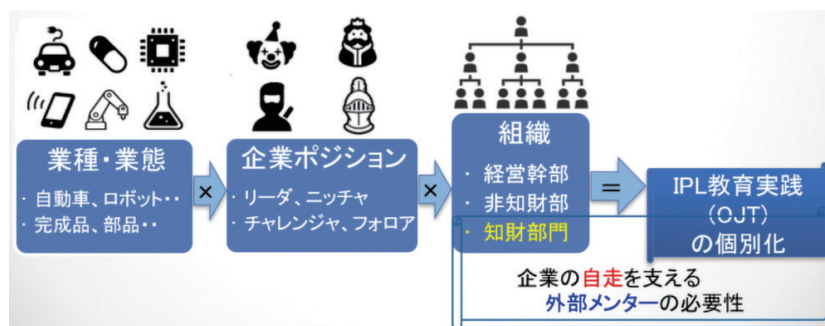 業種・業態
・自動車、ロボット・・
・完成品、部品・・
×
企業ポジション
・リーダ、ニッチャ
・チャレンジャ、フォロア
×
組織
・経営幹部
・非知財部
・知財部門
＝
IPL教育実践
(OJT)
の個別化
企業の自走を支える
外部メンターの必要性